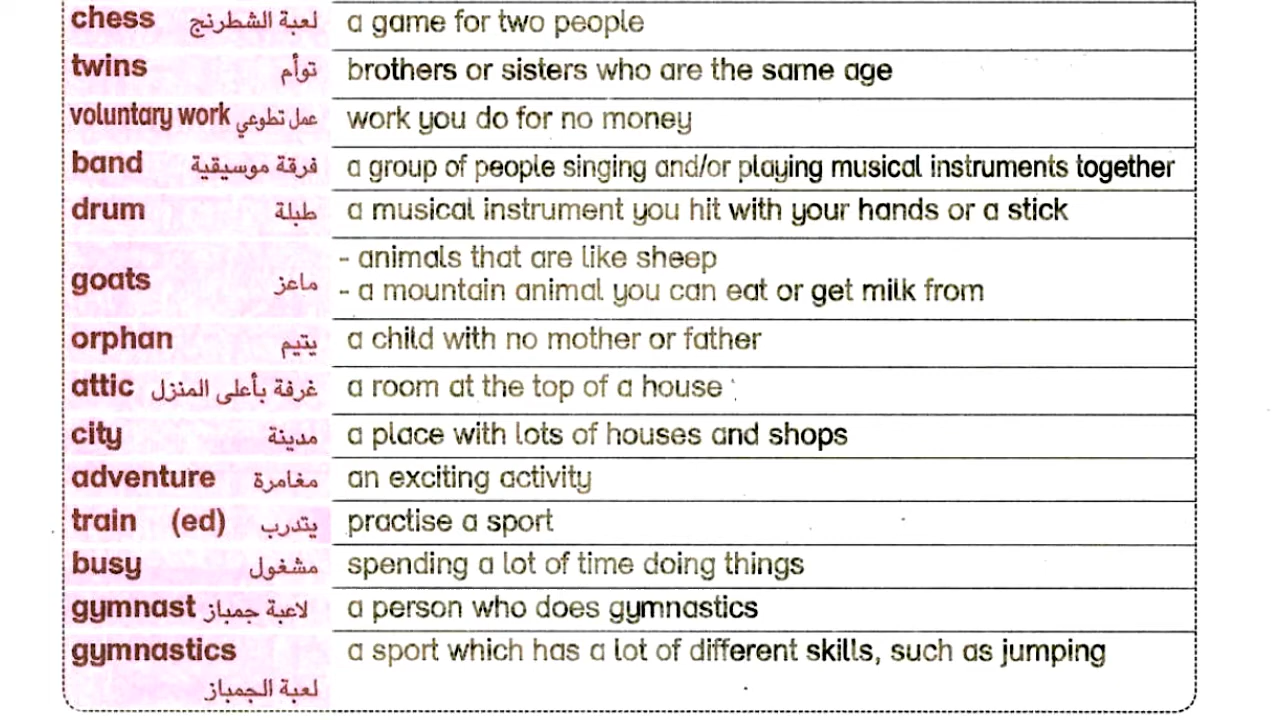 chess لعبة الشطرنج a game for two people
twins توأم brothers or sisters who are the same age
voluntary work عمل تطوعي work you do for no money
band فرقة موسيقية a group of people singing and/or playing musical instruments together
drum طبلة a musical instrument you hit with your hands or a stick
goats ماعز - animals that are like sheep
- a mountain animal you can eat or get milk from
orphan يتيم a child with no mother or father
attic غرفة بأعلى المنزل a room at the top of a house
city مدينة a place with lots of houses and shops
adventure مغامرة an exciting activity
train (ed) يتدرب practise a sport
busy مشغول spending a lot of time doing things
gymnast لاعبة جمباز a person who does gymnastics
gymnastics a sport which has a lot of different skills, such as jumping
لعبة الجمباز